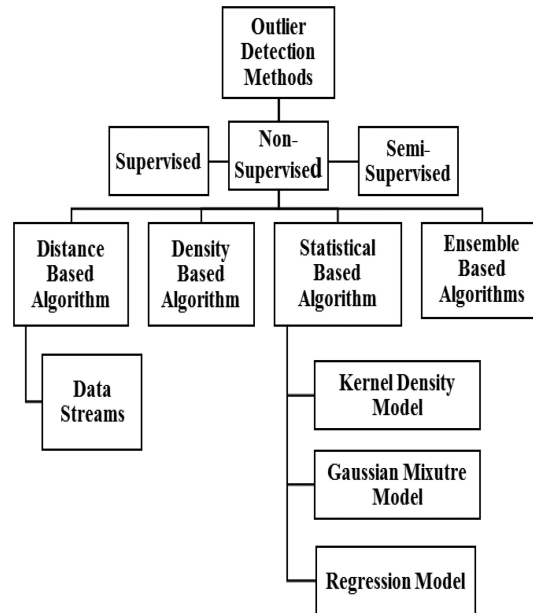 Outlier
Detection
Methods
Supervised
Non-
Supervised
Semi-
Supervised
Distance
Based
Algorithm
Density
Based
Algorithm
Statistical
Based
Algorithm
Ensemble
Based
Algorithms
Data
Streams
Kernel Density
Model
Gaussian Mixutre
Model
Regression Model